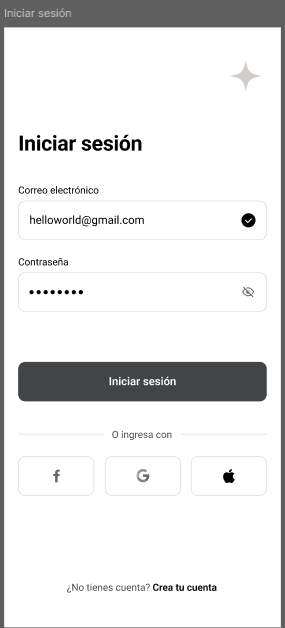 Iniciar sesión
Iniciar sesión
Correo electrónico
helloworld@gmail.com
Contraseña
••••••••
Iniciar sesión
O ingresa con
f G
¿No tienes cuenta? Crea tu cuenta